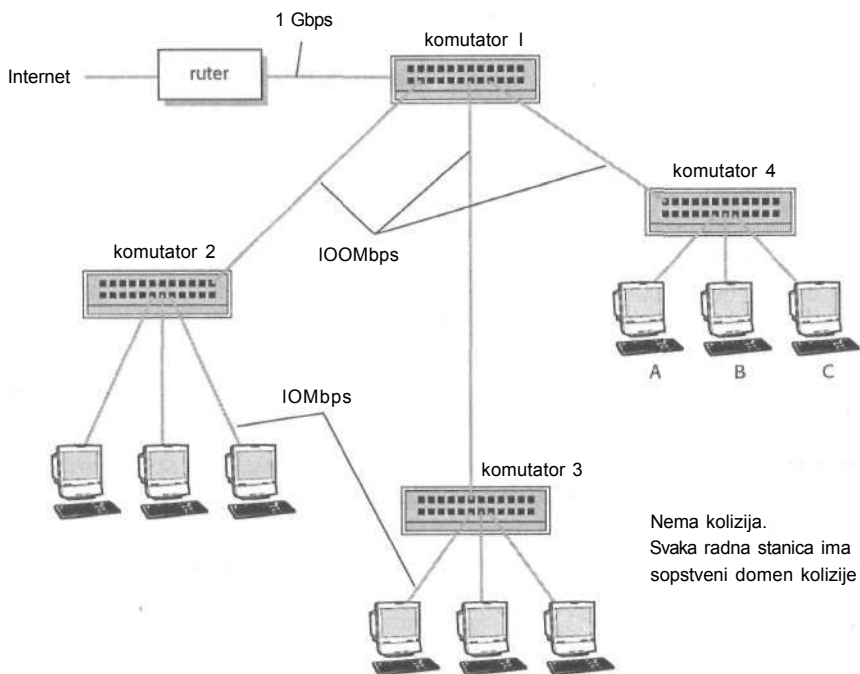 1 Gbps
komutator I
Internet
ruter
komutator 4
komutator 2
IOOMbps
A B C
IOMbps
komutator 3
Nema kolizija.
Svaka radna stanica ima
sopstveni domen kolizije